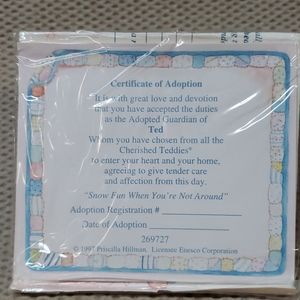 Certificate of Adoption
It is with great love and devotion
that you have accepted the duties
as the Adopted Guardian of
Ted
Whom you have chosen from all the
Cherished Teddies®
to enter your heart and your home,
agreeing to give tender care
and affection from this day.
"Snow Fun When You're Not Around"
Adoption Registration #
Date of Adoption
269727
© 1997 Priscilla Hillman. Licensee Enesco Corporation